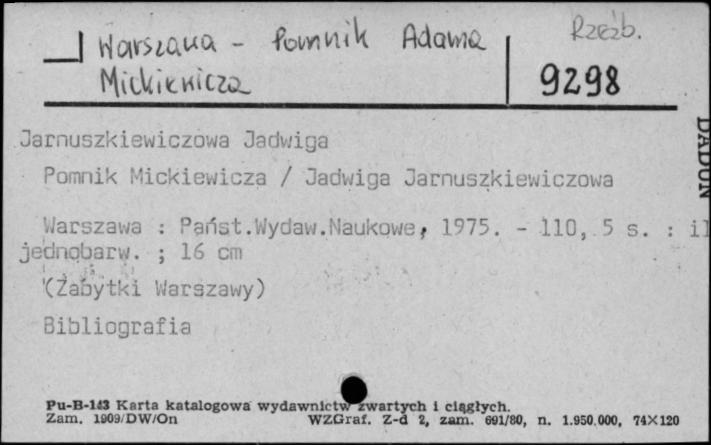 Rzeźb.
Warszawa - Pomnik Adama
Mickiewicza
9298
Jarnuszkiewiczowa Jadwiga
Pomnik Mickiewicza / Jadwiga Jarnuszkiewiczowa
Warszawa : Państ.Wydaw.Naukowe, 1975. - 110, 5 s. : il
jednobarw. ; 16 cm
(Zabytki Warszawy)
Bibliografia
Pu-B-143 Karta katalogowa wydawnictw zwartych i ciągłych.
Zam. 1909/DW/On WZGraf. Z-d 2, zam. 691/80, n. 1.950.000, 74×120